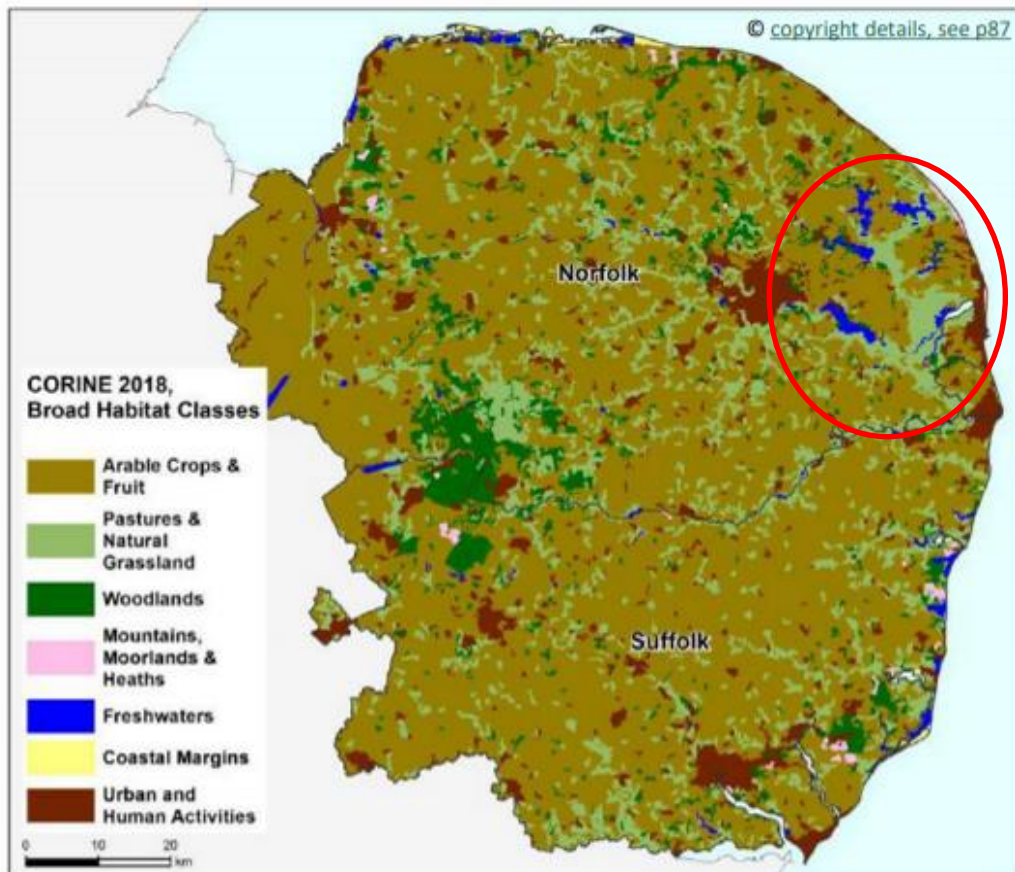 © copyright details, see p87
Norfolk
CORINE 2018,
Broad Habitat Classes
Arable Crops &
Fruit
Pastures &
Natural
Grassland
Woodlands
Mountains,
Moorlands &
Heaths
Freshwaters
Coastal Margins
Urban and
Human Activities
0 10 20
km
Suffolk